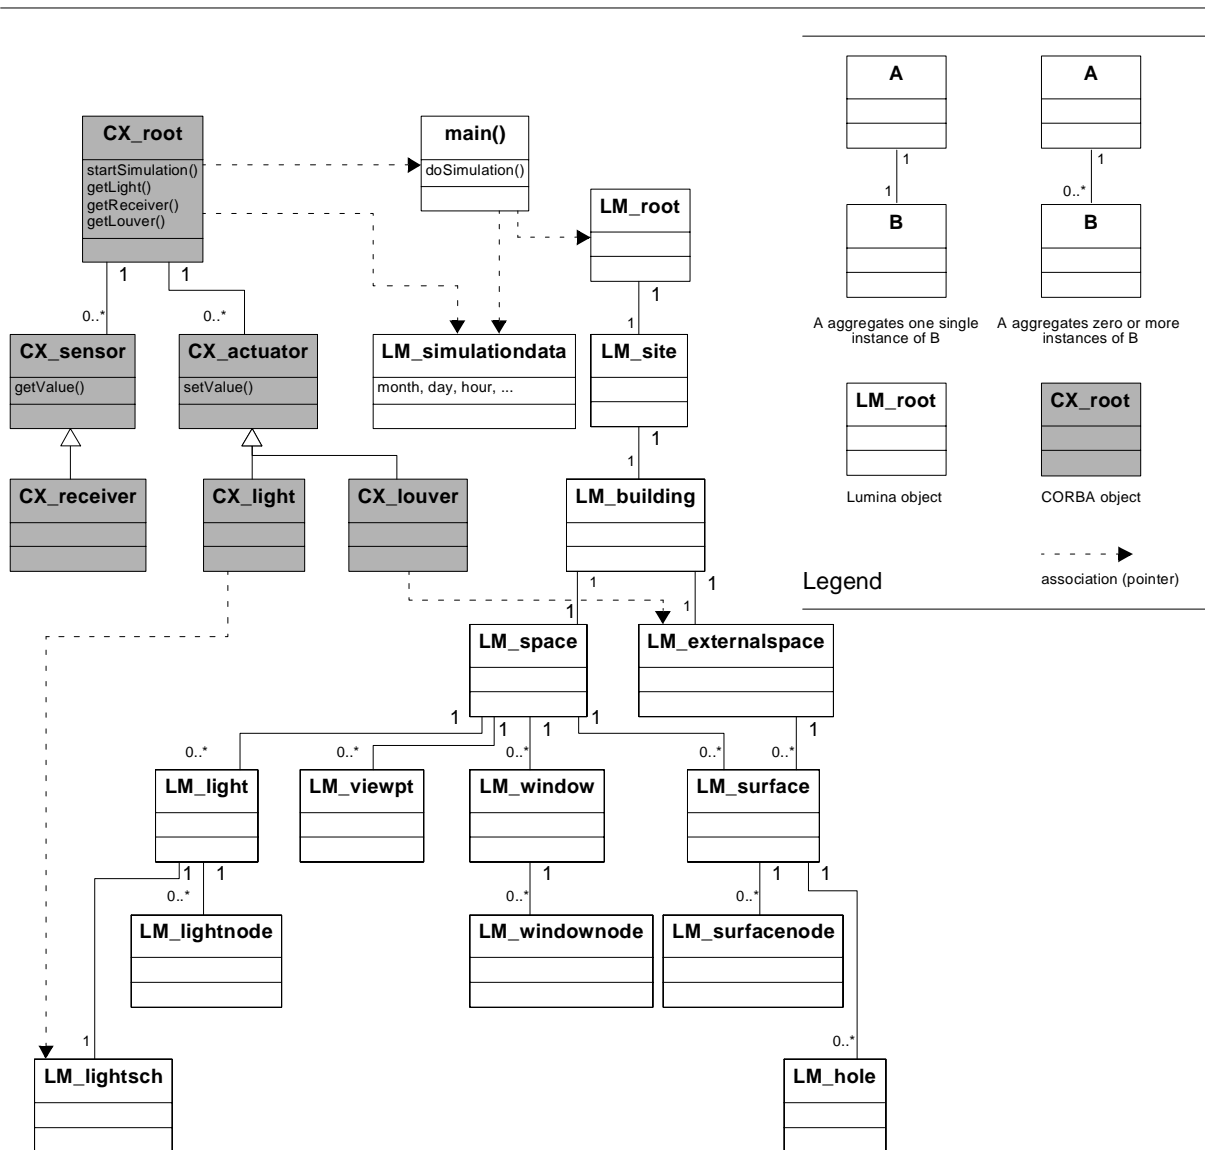 A
A
1
1
1
0..*
B
B
A aggregates one single
instance of B
A aggregates zero or more
instances of B
LM_root
CX_root
Lumina object
CORBA object
Legend
association (pointer)
CX_root
startSimulation()
getLight()
getReceiver()
getLouver()
main()
doSimulation()
LM_root
1
1
1
0..*
0..*
1
CX_sensor
getValue()
CX_actuator
setValue()
LM_simulationdata
month, day, hour, ...
LM_site
1
1
CX_receiver
CX_light
CX_louver
LM_building
1
1
1
1
LM_space
LM_externalspace
1
1
1
1
1
0..*
0..*
0..*
0..*
0..*
LM_light
LM_viewpt
LM_window
LM_surface
1
1
1
1
1
0..*
0..*
0..*
LM_lightnode
LM_windownode
LM_surfacenode
1
0..*
LM_lightsch
LM_hole